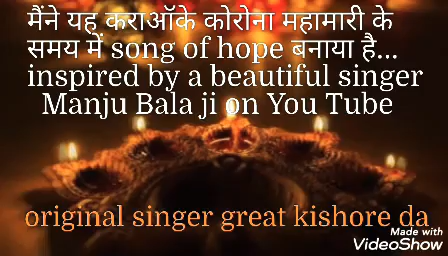 मैंने यह कराऑके कोरोना महामारी के
समय में song of hope बनाया है...
inspired by a beautiful singer
Manju Bala ji on You Tube
original singer great kishore da
Made with
VideoShow